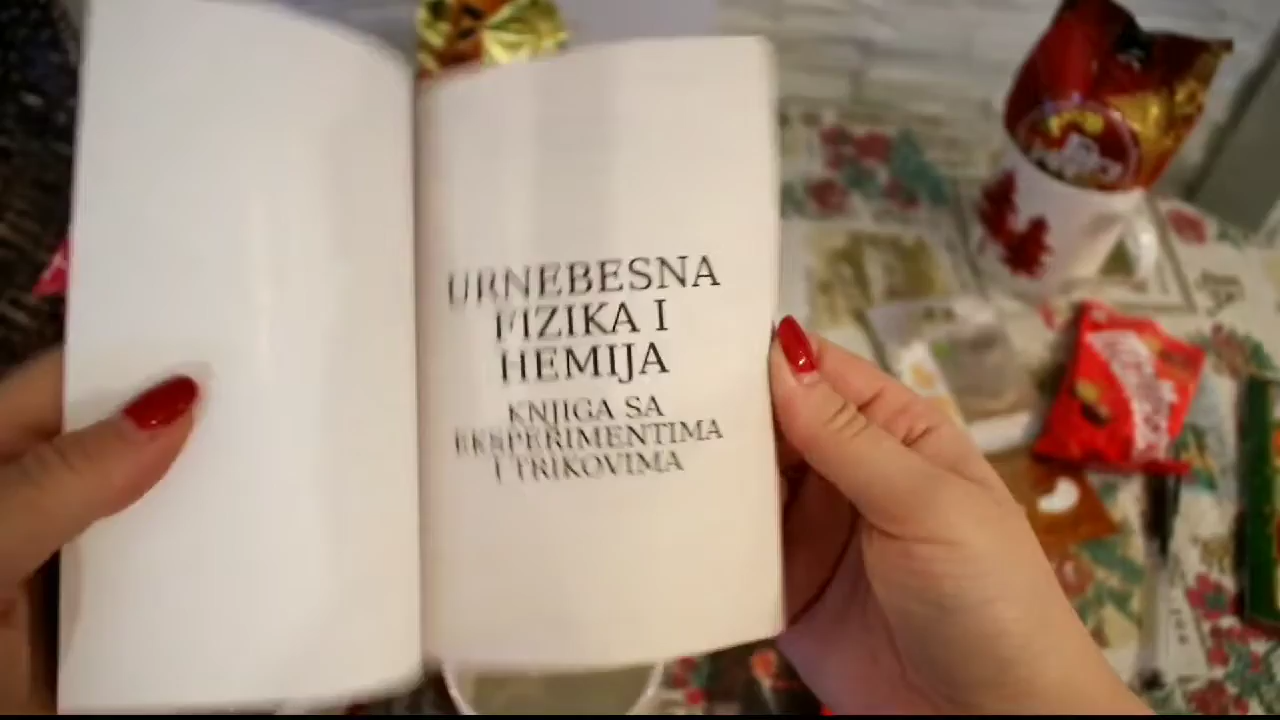 URNEBESNA
FIZIKA I
HEMIJA
KNJIGA SA
EKSPERIMENTIMA
I TRIKOVIMA